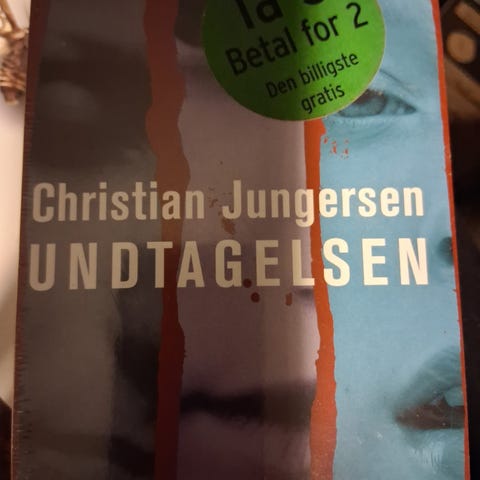 Betal for 2
Den billigste
gratis
Christian Jungersen
UNDTAGELSEN